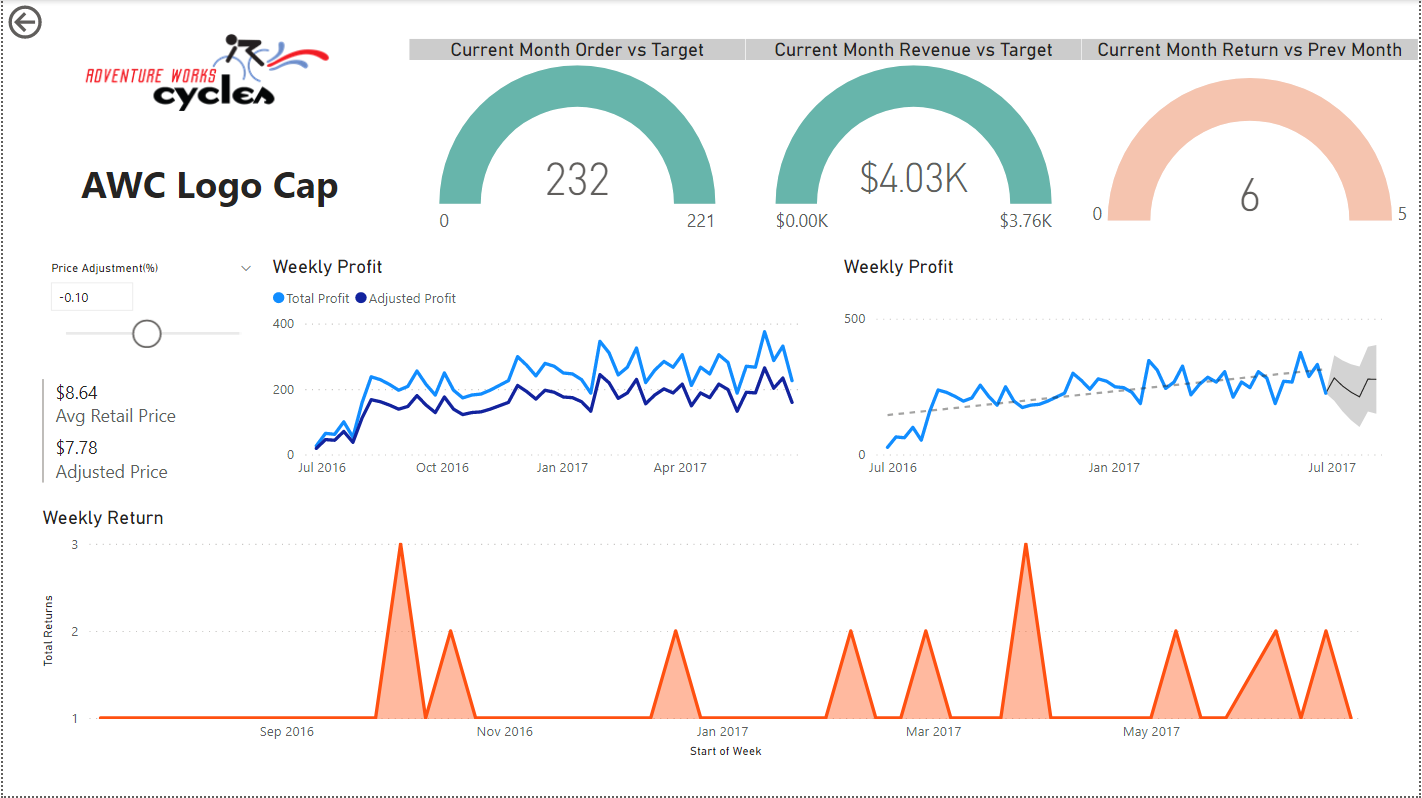 ADVENTURE WORKS
cycles
AWC Logo Cap
Current Month Order vs Target
232
0
221
Current Month Revenue vs Target
$4.03K
$0.00K
$3.76K
Current Month Return vs Prev Month
6
0
5
Price Adjustment(%)
-0.10
$8.64
Avg Retail Price
$7.78
Adjusted Price
Weekly Profit
Total Profit Adjusted Profit
400
200
0
Jul 2016 Oct 2016 Jan 2017 Apr 2017
Weekly Profit
500
0
Jul 2016 Jan 2017 Jul 2017
Weekly Return
Total Returns
3
2
1
Sep 2016 Nov 2016 Jan 2017 Mar 2017 May 2017
Start of Week